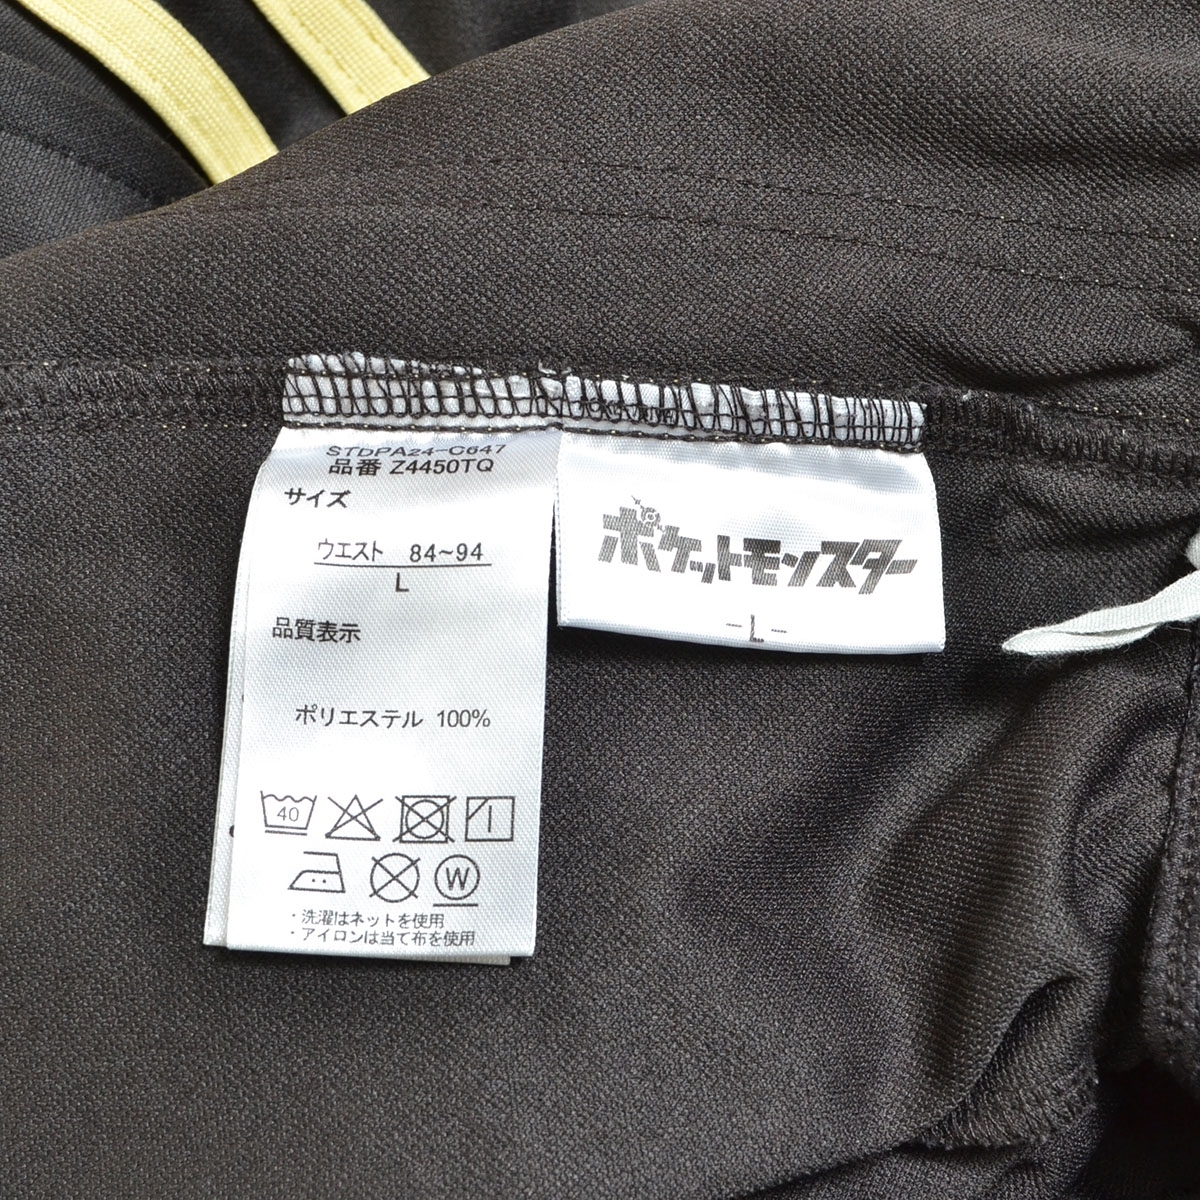 STDPA24-C647
品番 Z4450TQ
サイズ
ウエスト 84~94
L
品質表示
ポリエステル 100%
40
W
・洗濯はネットを使用
・アイロンは当て布を使用
ポケットモンスター
-L-